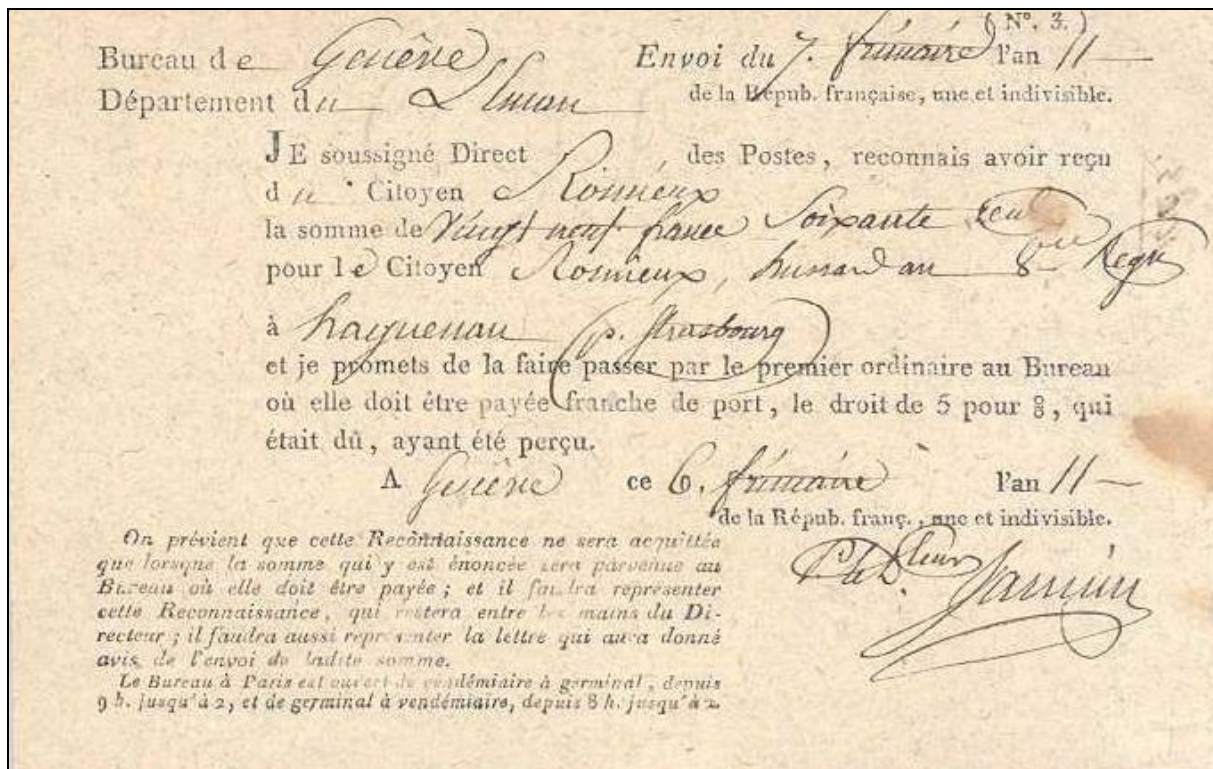 (N°. 3.)
Bureau de Genève Envoi du 7. frimaire l'an 11
Département du Léman de la Répub. française, une et indivisible.
JE soussigné Direct des Postes, reconnais avoir reçu
du Citoyen Romieux
la somme de Vingt neuf francs Soixante Cent
pour le Citoyen Romieux, hussard au 8me Regt
à haguenau (p. Strasbourg)
et je promets de la faire passer par le premier ordinaire au Bureau
où elle doit être payée franche de port, le droit de 5 pour %, qui
était dû, ayant été perçu.
A Genève ce 6. frimaire l'an 11
de la Répub. franç., une et indivisible.
On prévient que cette Reconnaissance ne sera acquittée
que lorsque la somme qui y est énoncée sera parvenue au
Bureau où elle doit être payée; et il faudra représenter
cette Reconnaissance, qui restera entre les mains du Di-
recteur; il faudra aussi représenter la lettre qui aura donné
avis de l'envoi de ladite somme.
Le Bureau à Paris est ouvert de vendémiaire à germinal, depuis
9 h. jusqu'à 2, et de germinal à vendémiaire, depuis 8 h. jusqu'à 2